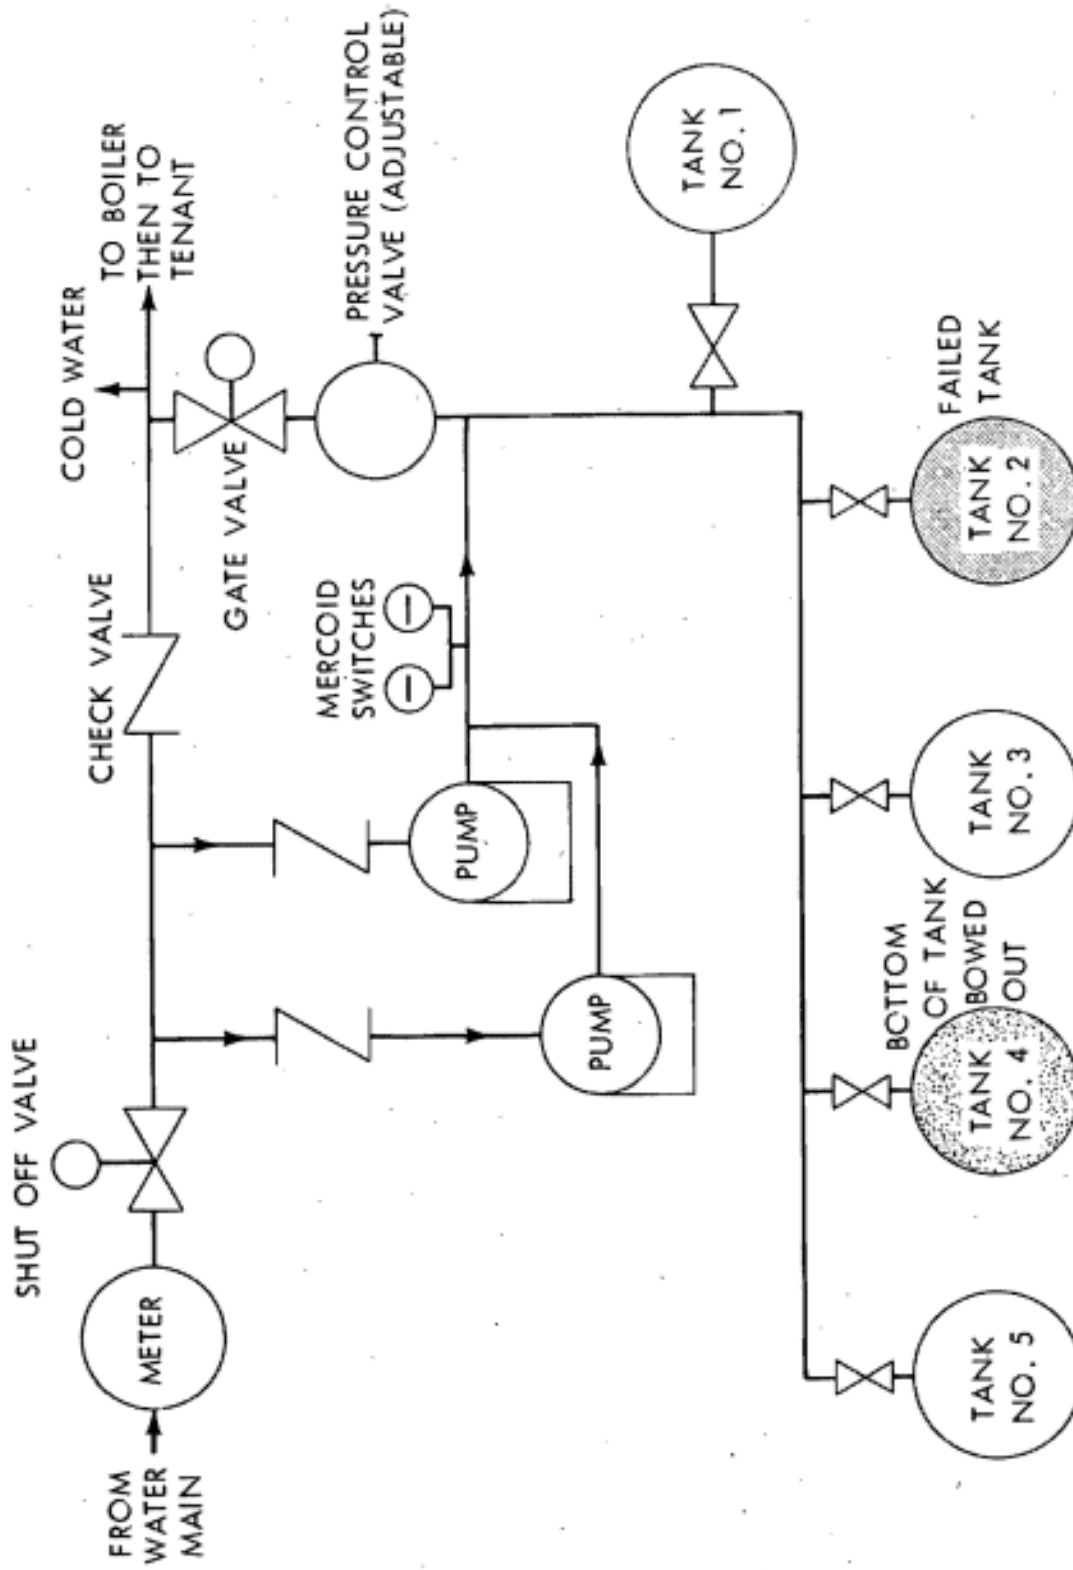 FROM
WATER
MAIN
METER
SHUT OFF VALVE
CHECK VALVE
COLD WATER
TO BOILER
THEN TO
TENANT
GATE VALVE
PRESSURE CONTROL
VALVE (ADJUSTABLE)
MERCOID
SWITCHES
PUMP
PUMP
TANK
NO. 1
TANK
NO. 5
BOTTOM
OF TANK
BOWED
OUT
TANK
NO. 4
TANK
NO. 3
FAILED
TANK
TANK
NO. 2